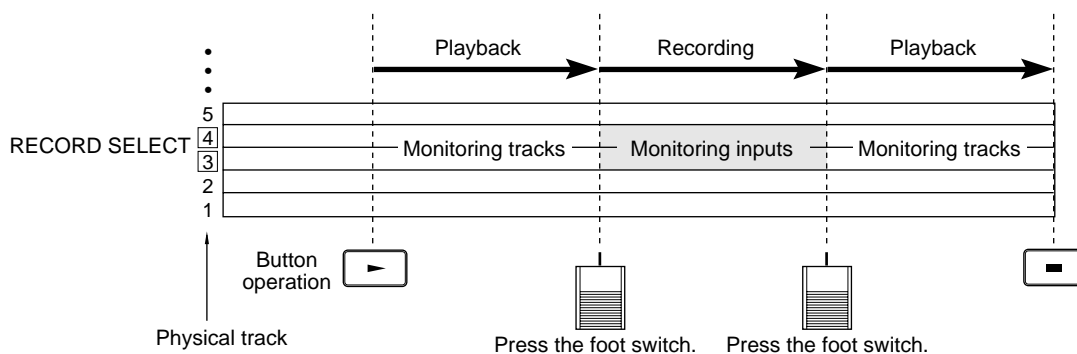 Playback Recording Playback
5
RECORD SELECT 4
3
2
1
Monitoring tracks Monitoring inputs Monitoring tracks
Button
operation
Physical track
Press the foot switch. Press the foot switch.